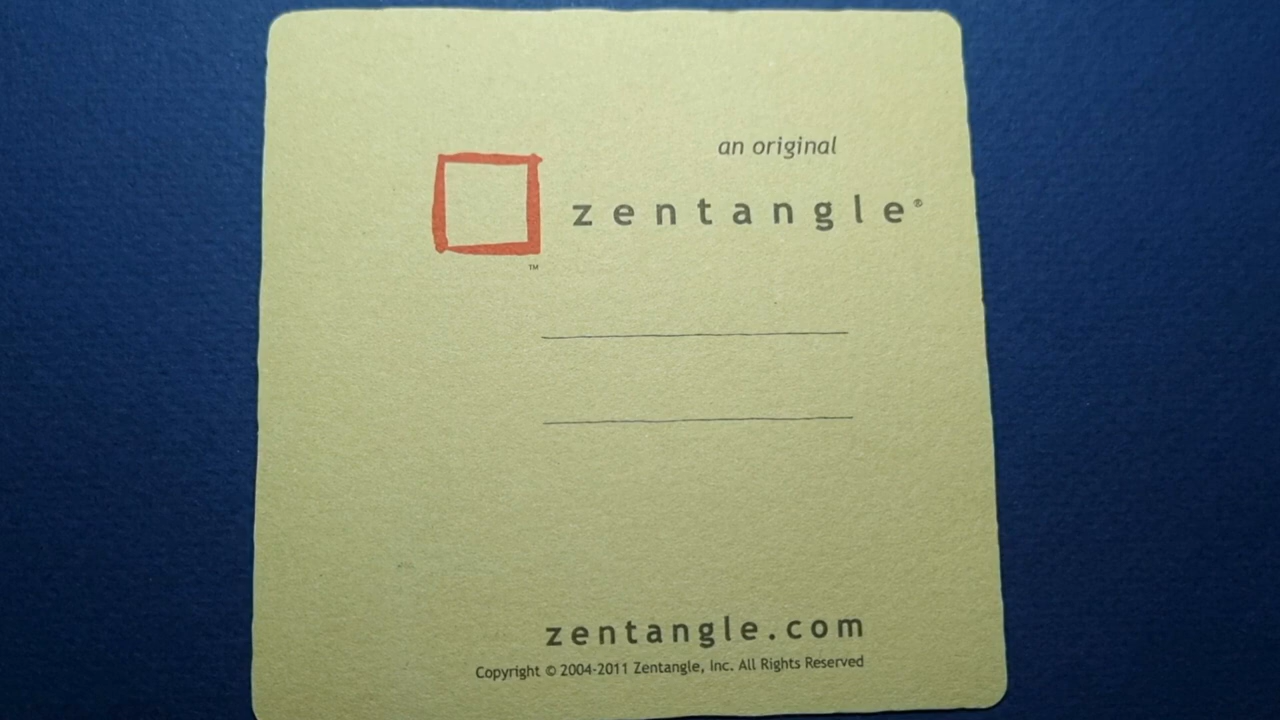 an original
zentangle®
™
zentangle.com
Copyright © 2004-2011 Zentangle, Inc. All Rights Reserved